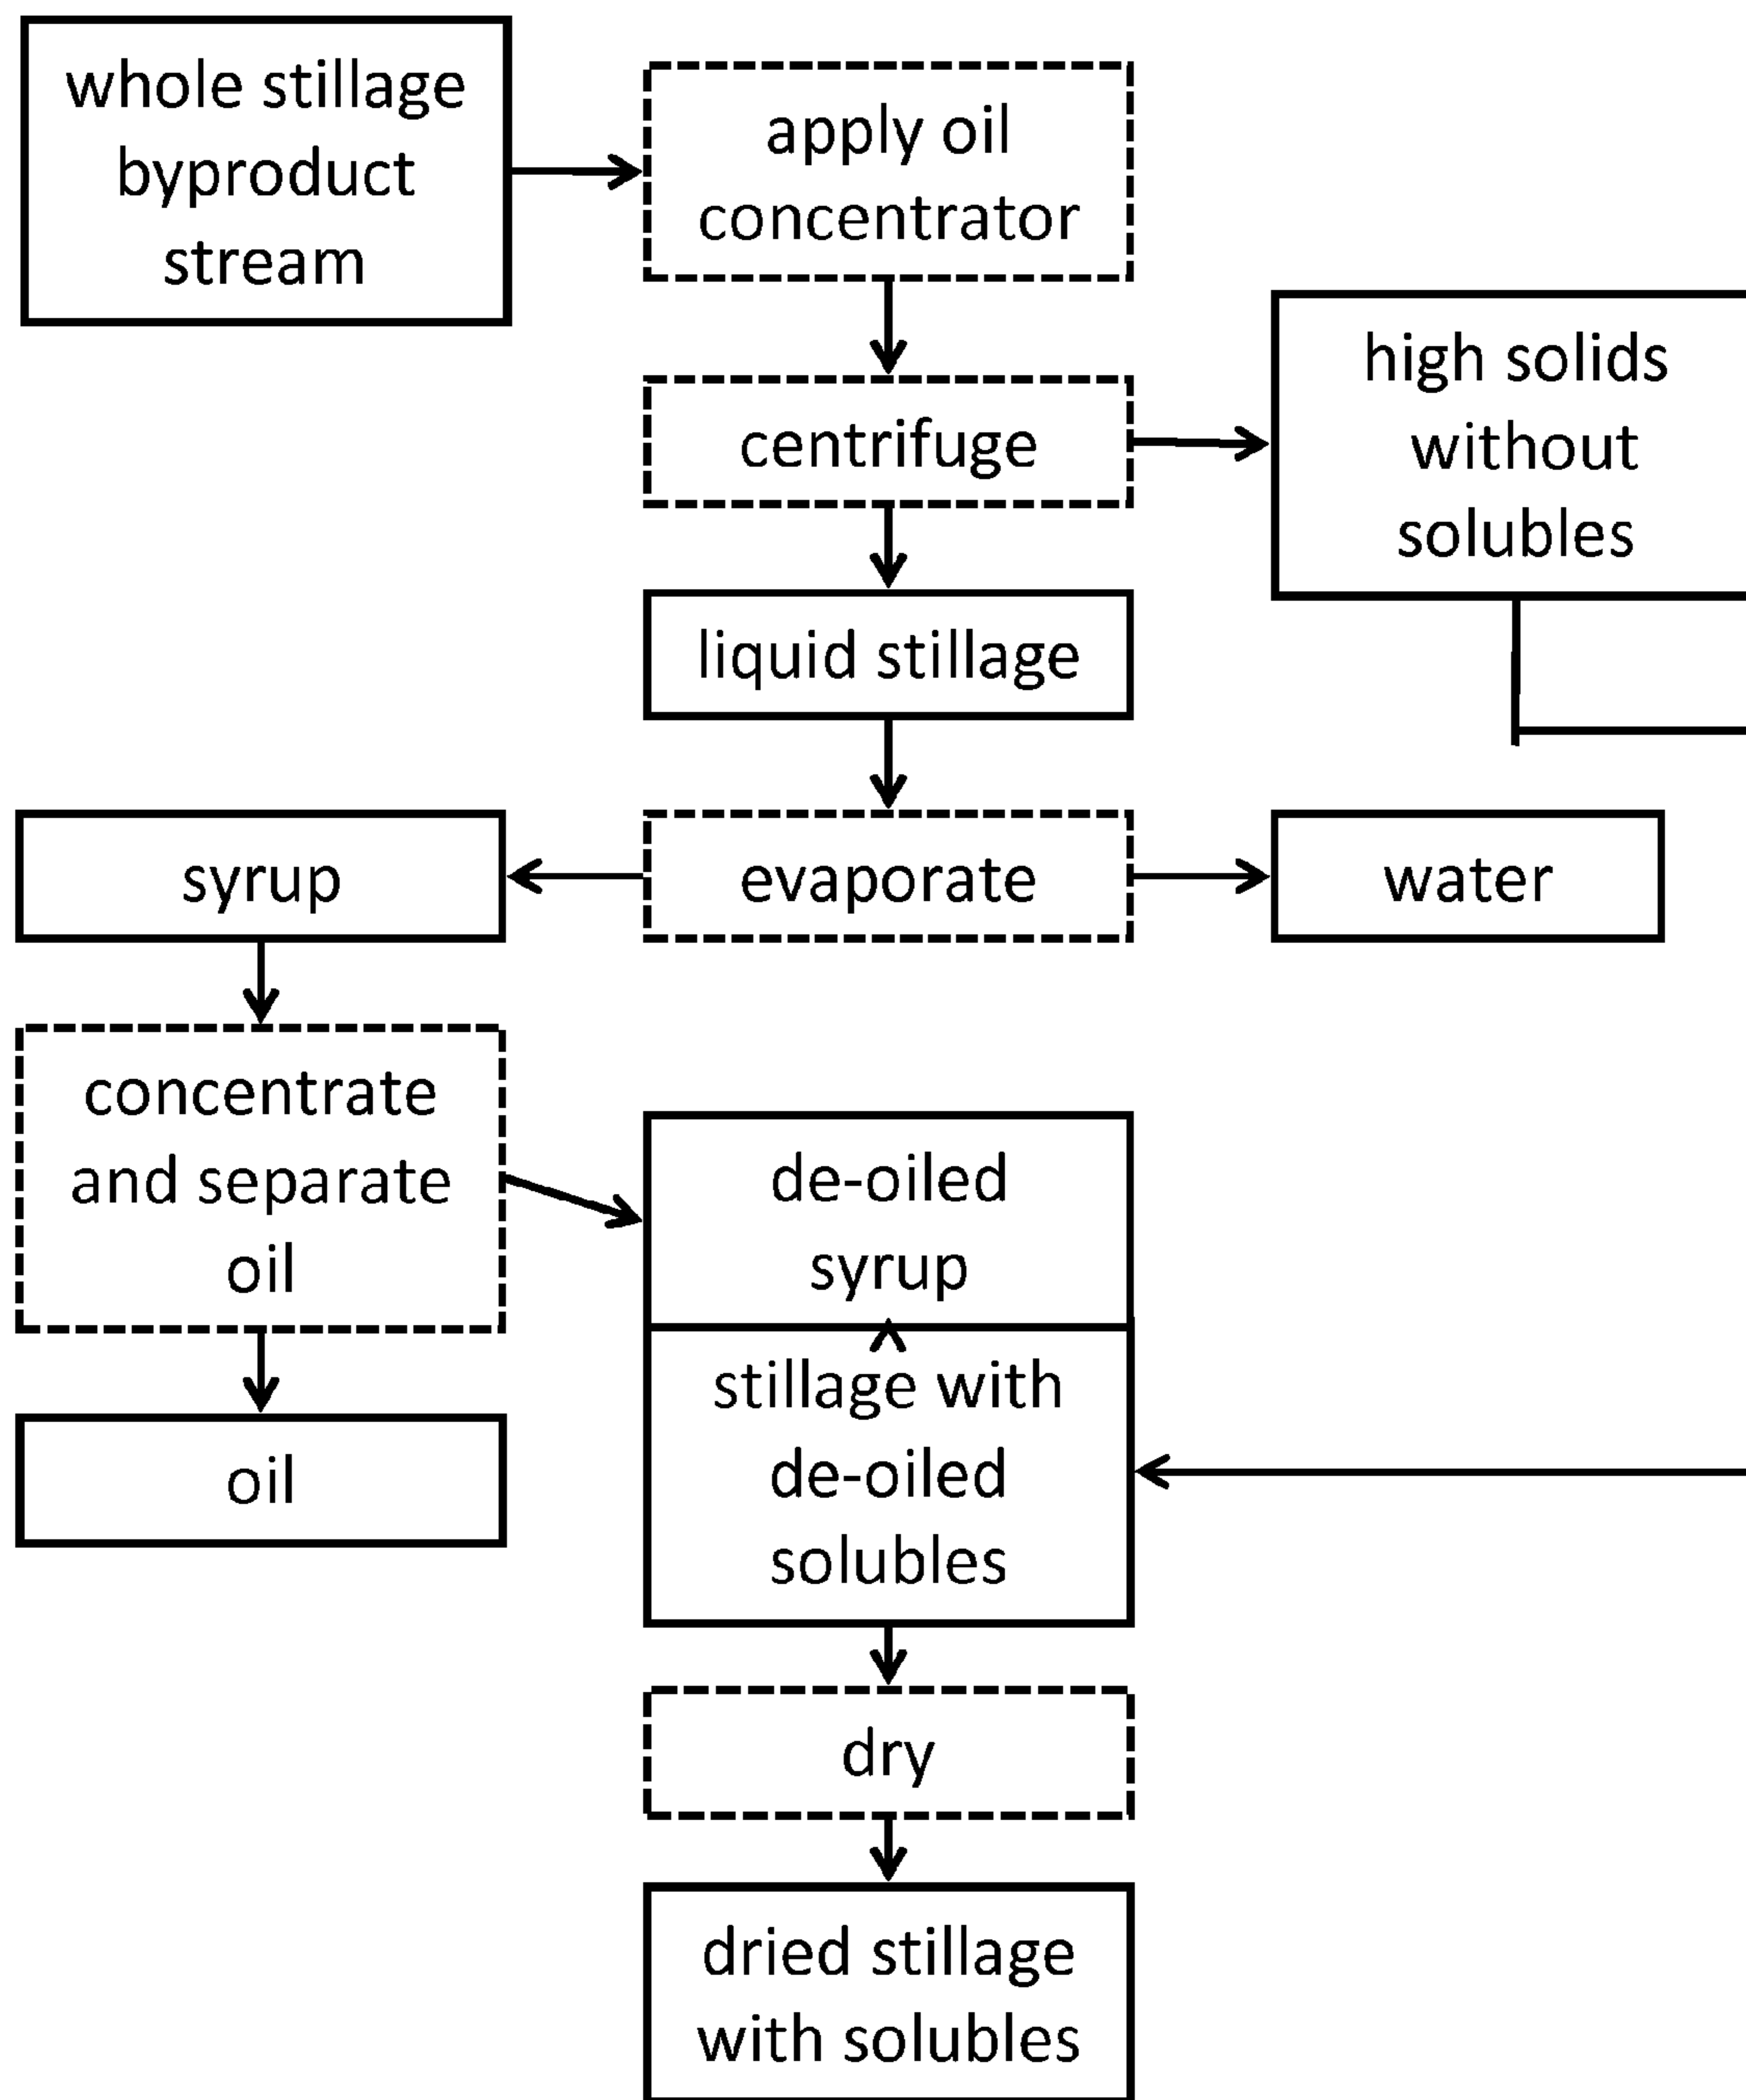 whole stillage
byproduct
stream
apply oil
concentrator
centrifuge
high solids
without
solubles
liquid stillage
syrup
evaporate
water
concentrate
and separate
oil
de-oiled
syrup
oil
stillage with
de-oiled
solubles
dry
dried stillage
with solubles